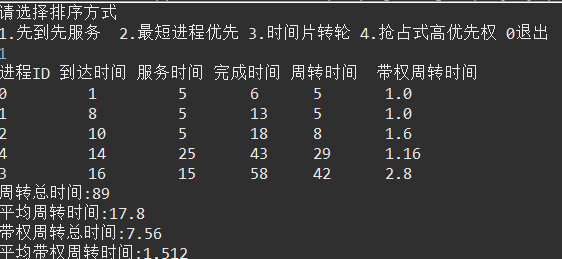 请选择排序方式
1.先到先服务 2.最短进程优先 3.时间片转轮 4.抢占式高优先权 0退出
1
进程ID 到达时间 服务时间 完成时间 周转时间 带权周转时间
0 1 5 6 5 1.0
1 8 5 13 5 1.0
2 10 5 18 8 1.6
4 14 25 43 29 1.16
3 16 15 58 42 2.8
周转总时间:89
平均周转时间:17.8
带权周转总时间:7.56
平均带权周转时间:1.512